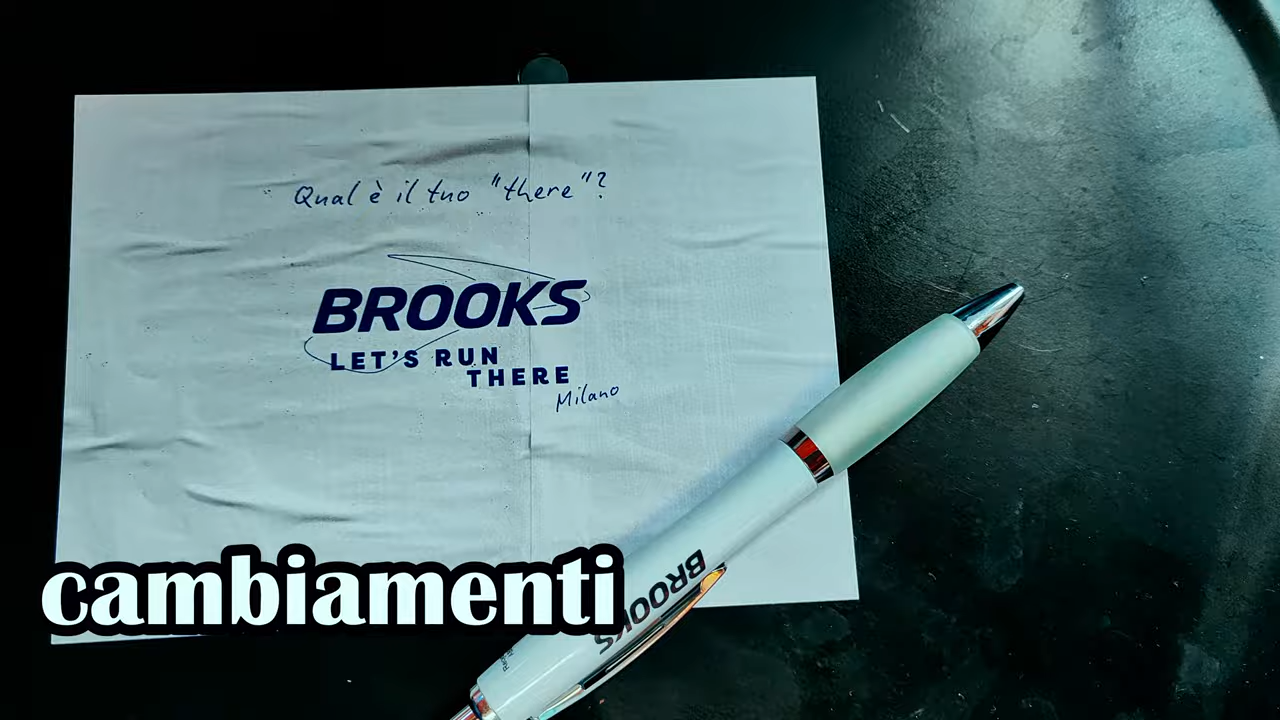 Qual è il tuo "there"?
BROOKS
LET'S RUN
THERE
Milano
cambiamenti
BROOKS